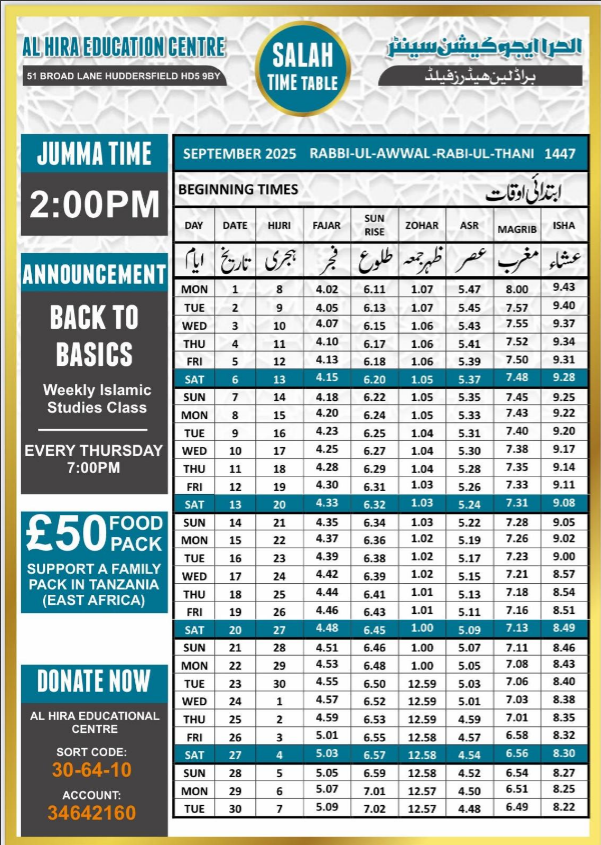 AL HIRA EDUCATION CENTRE
51 BROAD LANE HUDDERSFIELD HD5 9BY
SALAH
TIME TABLE
الحرا ایجوکیشن سینٹر
براڈلین ھیڈرزفیلڈ
JUMMA TIME
2:00PM
ANNOUNCEMENT
BACK TO
BASICS
Weekly Islamic
Studies Class
EVERY THURSDAY
7:00PM
£50 FOOD
PACK
SUPPORT A FAMILY
PACK IN TANZANIA
(EAST AFRICA)
DONATE NOW
AL HIRA EDUCATIONAL
CENTRE
SORT CODE:
30-64-10
ACCOUNT:
34642160
SEPTEMBER 2025 RABBI-UL-AWWAL -RABI-UL-THANI 1447
BEGINNING TIMES ابتدائی اوقات
DAY DATE HIJRI FAJAR SUN RISE ZOHAR ASR MAGRIB ISHA
ایام تاریخ ہجری فجر طلوع ظہرجمعہ عصر مغرب عشاء
MON 1 8 4.02 6.11 1.07 5.47 8.00 9.43
TUE 2 9 4.05 6.13 1.07 5.45 7.57 9.40
WED 3 10 4.07 6.15 1.06 5.43 7.55 9.37
THU 4 11 4.10 6.17 1.06 5.41 7.52 9.34
FRI 5 12 4.13 6.18 1.06 5.39 7.50 9.31
SAT 6 13 4.15 6.20 1.05 5.37 7.48 9.28
SUN 7 14 4.18 6.22 1.05 5.35 7.45 9.25
MON 8 15 4.20 6.24 1.05 5.33 7.43 9.22
TUE 9 16 4.23 6.25 1.04 5.31 7.40 9.20
WED 10 17 4.25 6.27 1.04 5.30 7.38 9.17
THU 11 18 4.28 6.29 1.04 5.28 7.35 9.14
FRI 12 19 4.30 6.31 1.03 5.26 7.33 9.11
SAT 13 20 4.33 6.32 1.03 5.24 7.31 9.08
SUN 14 21 4.35 6.34 1.03 5.22 7.28 9.05
MON 15 22 4.37 6.36 1.02 5.19 7.26 9.02
TUE 16 23 4.39 6.38 1.02 5.17 7.23 9.00
WED 17 24 4.42 6.39 1.02 5.15 7.21 8.57
THU 18 25 4.44 6.41 1.01 5.13 7.18 8.54
FRI 19 26 4.46 6.43 1.01 5.11 7.16 8.51
SAT 20 27 4.48 6.45 1.00 5.09 7.13 8.49
SUN 21 28 4.51 6.46 1.00 5.07 7.11 8.46
MON 22 29 4.53 6.48 1.00 5.05 7.08 8.43
TUE 23 30 4.55 6.50 12.59 5.03 7.06 8.40
WED 24 1 4.57 6.52 12.59 5.01 7.03 8.38
THU 25 2 4.59 6.53 12.59 4.59 7.01 8.35
FRI 26 3 5.01 6.55 12.58 4.57 6.58 8.32
SAT 27 4 5.03 6.57 12.58 4.54 6.56 8.30
SUN 28 5 5.05 6.59 12.58 4.52 6.54 8.27
MON 29 6 5.07 7.01 12.57 4.50 6.51 8.25
TUE 30 7 5.09 7.02 12.57 4.48 6.49 8.22